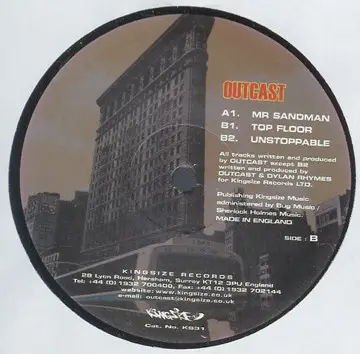 OUTCAST
A1. MR SANDMAN
B1. TOP FLOOR
B2. UNSTOPPABLE
All tracks written and produced
by OUTCAST except B2
written and produced by
OUTCAST & DYLAN RHYMES
for Kingsize Records LTD.
Publishing Kingsize Music
administered by Bug Music /
Sherlock Holmes Music.
MADE IN ENGLAND
SIDE : B
KINGSIZE RECORDS
28 Lyon Road, Hersham, Surrey KT12 3PU England
Tel: +44 (0) 1932 700400, Fax: +44 (0) 1932 702144
website: www.kingsize.co.uk
e-mail: outcast@kingsize.co.uk
KINGSIZE
Cat. No. KS31